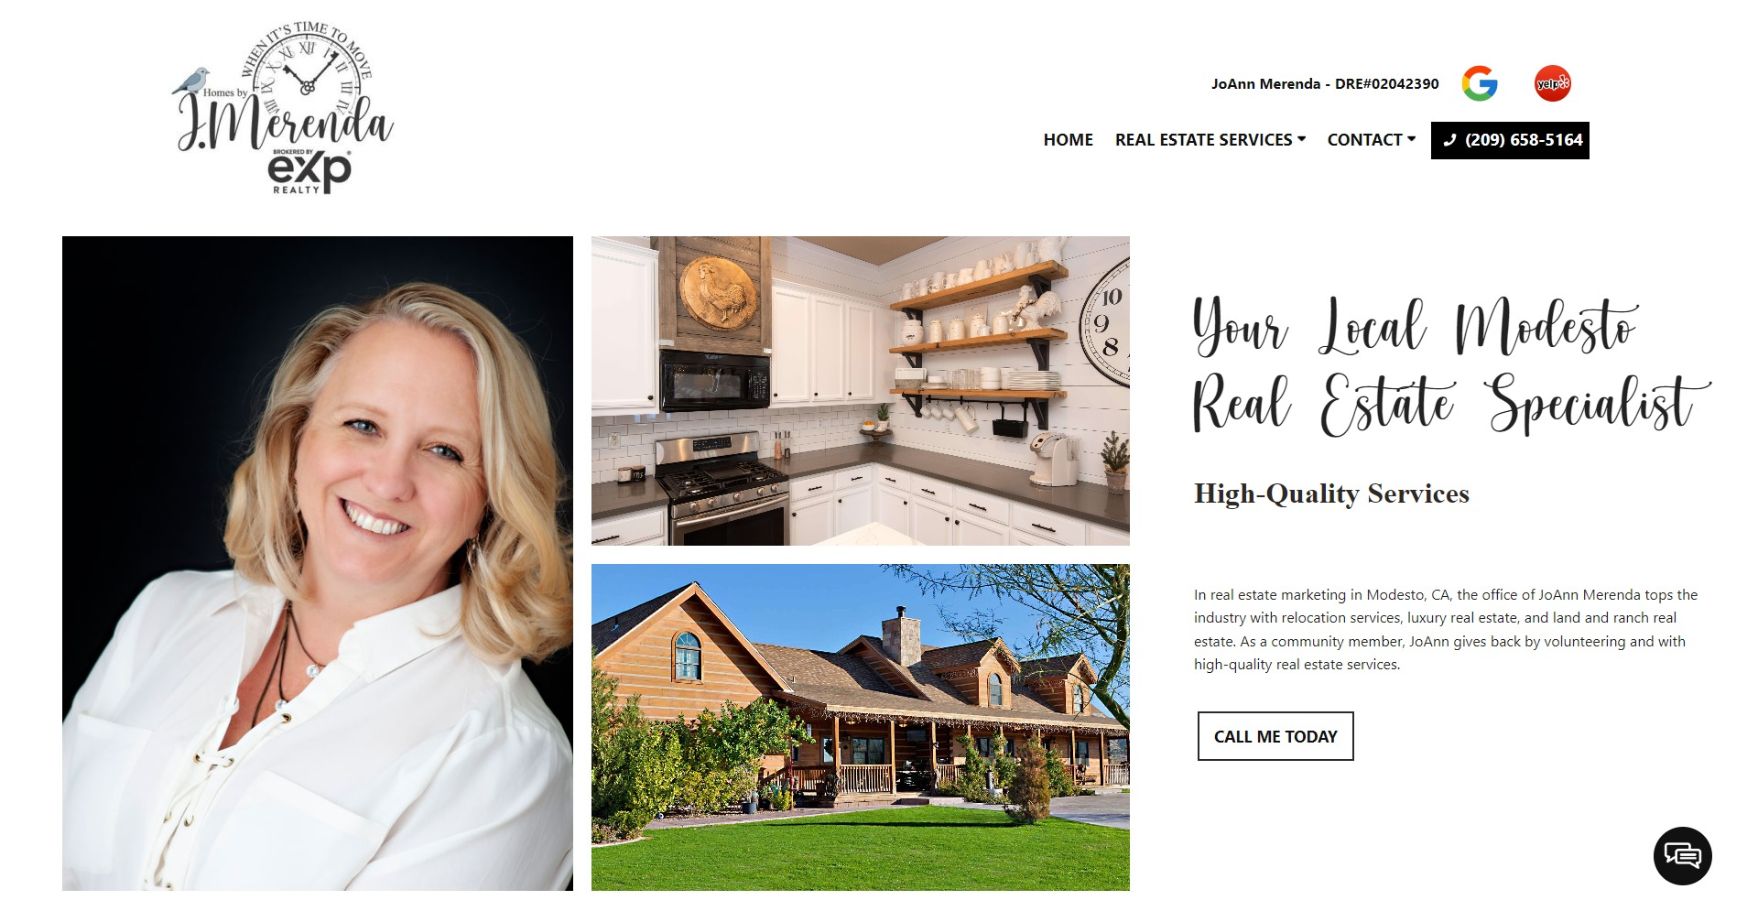 WHEN IT'S TIME TO MOVE
Homes by
J.Merenda
BROKERED BY
eXp
REALTY
JoAnn Merenda - DRE#02042390
yelp
HOME REAL ESTATE SERVICES CONTACT (209) 658-5164
10
9
8
Your Local Modesto
Real Estate Specialist
High-Quality Services
In real estate marketing in Modesto, CA, the office of JoAnn Merenda tops the
industry with relocation services, luxury real estate, and land and ranch real
estate. As a community member, JoAnn gives back by volunteering and with
high-quality real estate services.
CALL ME TODAY